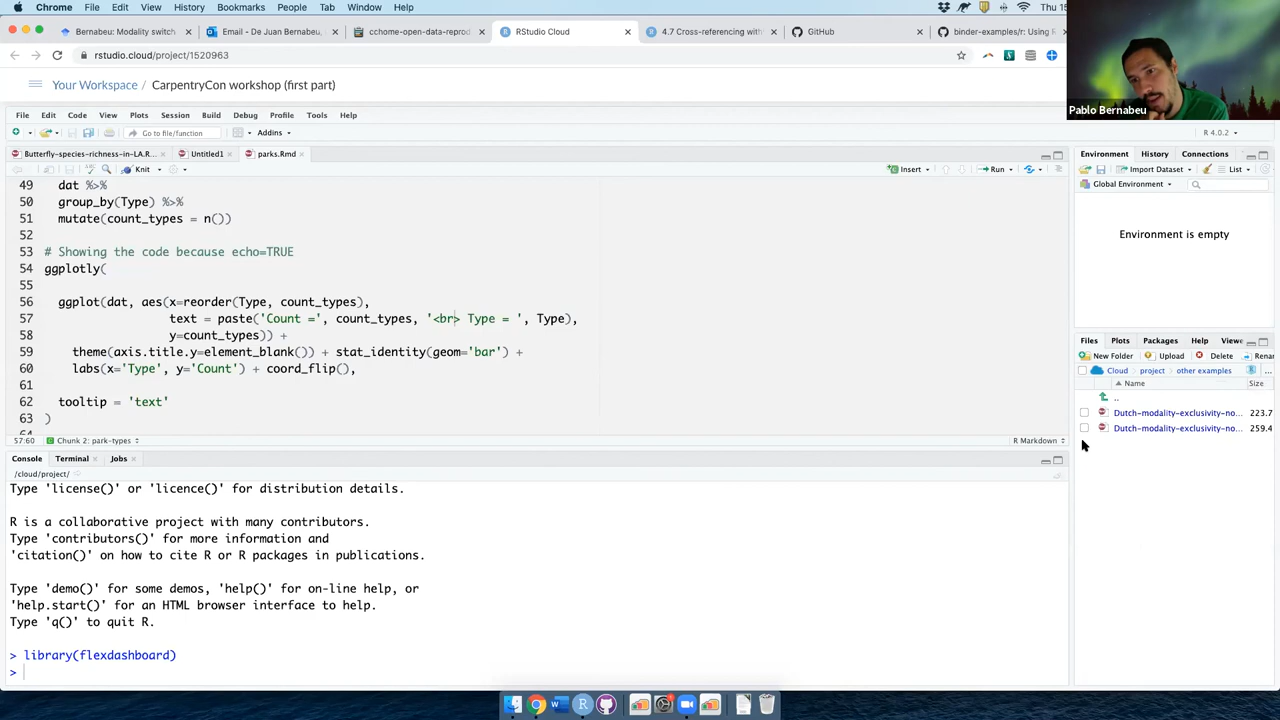 Chrome File Edit View History Bookmarks People Tab Window Help Thu 15
Bernabeu: Modality switch
Email - De Juan Bernabeu,
cchome-open-data-reprod
RStudio Cloud
4.7 Cross-referencing with
GitHub
binder-examples/r: Using R
rstudio.cloud/project/1520963
Your Workspace / CarpentryCon workshop (first part)
Pablo Bernabeu
File Edit Code View Plots Session Build Debug Profile Tools Help
Go to file/function Addins R 4.0.2
Butterfly-species-richness-in-LA.R...
Untitled1
parks.Rmd
Knit Insert Run
49 dat %>%
50 group_by(Type) %>%
51 mutate(count_types = n())
52
53 # Showing the code because echo=TRUE
54 ggplotly(
55
56 ggplot(dat, aes(x=reorder(Type, count_types),
57 text = paste('Count =', count_types, '<br> Type = ', Type),
58 y=count_types)) +
59 theme(axis.title.y=element_blank()) + stat_identity(geom='bar') +
60 labs(x='Type', y='Count') + coord_flip(),
61
62 tooltip = 'text'
63 )
57:60 Chunk 2: park-types R Markdown
Console Terminal Jobs
/cloud/project/
Type 'license()' or 'licence()' for distribution details.
R is a collaborative project with many contributors.
Type 'contributors()' for more information and
'citation()' on how to cite R or R packages in publications.
Type 'demo()' for some demos, 'help()' for on-line help, or
'help.start()' for an HTML browser interface to help.
Type 'q()' to quit R.
> library(flexdashboard)
>
Environment History Connections
Import Dataset List
Global Environment
Environment is empty
Files Plots Packages Help Viewe
New Folder Upload Delete Renan
Cloud project other examples ...
Name Size
..
Dutch-modality-exclusivity-no... 223.7
Dutch-modality-exclusivity-no... 259.4